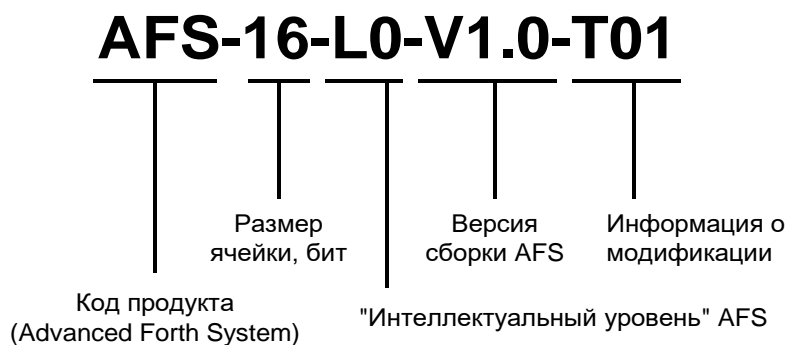 AFS-16-L0-V1.0-T01
Размер
ячейки, бит
Версия
сборки AFS
Информация о
модификации
Код продукта
(Advanced Forth System)
"Интеллектуальный уровень" AFS